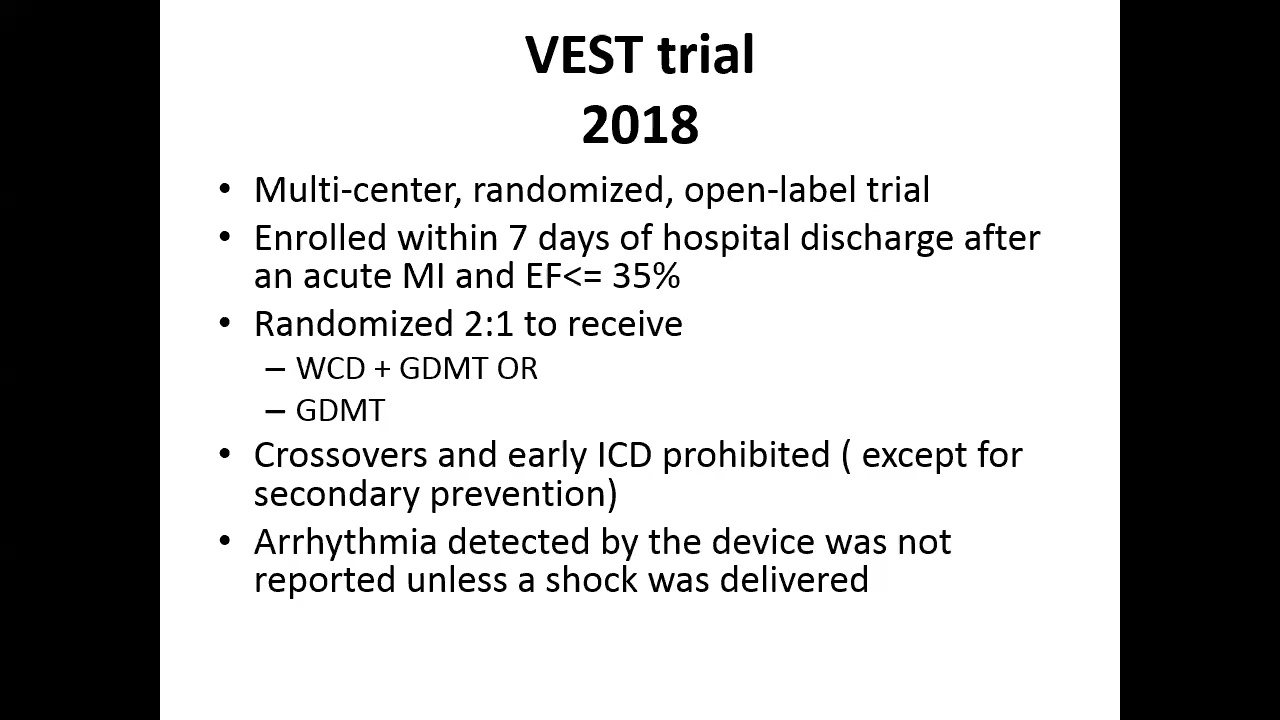 VEST trial
2018
• Multi-center, randomized, open-label trial
• Enrolled within 7 days of hospital discharge after
an acute MI and EF<= 35%
• Randomized 2:1 to receive
– WCD + GDMT OR
– GDMT
• Crossovers and early ICD prohibited ( except for
secondary prevention)
• Arrhythmia detected by the device was not
reported unless a shock was delivered